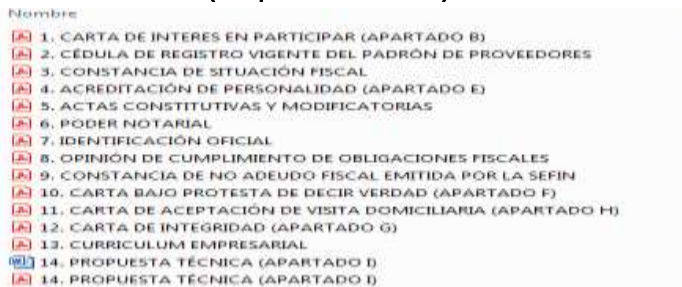 Nombre
1. CARTA DE INTERES EN PARTICIPAR (APARTADO B)
2. CÉDULA DE REGISTRO VIGENTE DEL PADRÓN DE PROVEEDORES
3. CONSTANCIA DE SITUACIÓN FISCAL
4. ACREDITACIÓN DE PERSONALIDAD (APARTADO E)
5. ACTAS CONSTITUTIVAS Y MODIFICATORIAS
6. PODER NOTARIAL
7. IDENTIFICACIÓN OFICIAL
8. OPINIÓN DE CUMPLIMIENTO DE OBLIGACIONES FISCALES
9. CONSTANCIA DE NO ADEUDO FISCAL EMITIDA POR LA SEFIN
10. CARTA BAJO PROTESTA DE DECIR VERDAD (APARTADO F)
11. CARTA DE ACEPTACIÓN DE VISITA DOMICILIARIA (APARTADO H)
12. CARTA DE INTEGRIDAD (APARTADO G)
13. CURRICULUM EMPRESARIAL
14. PROPUESTA TÉCNICA (APARTADO I)
14. PROPUESTA TÉCNICA (APARTADO I)